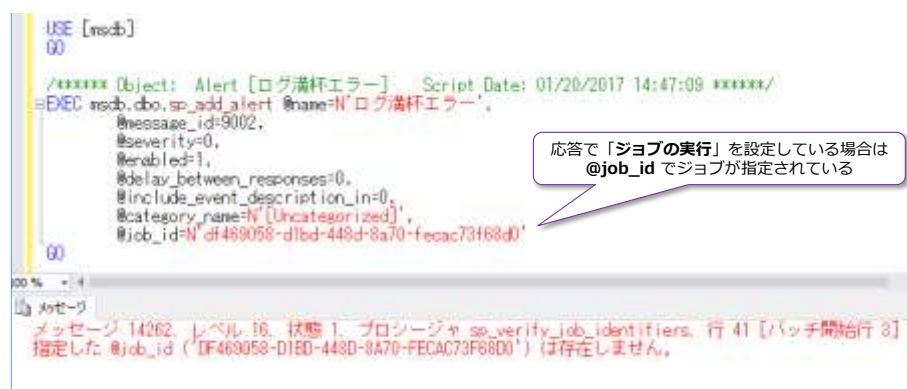 USE [msdb]
GO
/****** Object: Alert [ログ満杯エラー] Script Date: 01/20/2017 14:47:09 ******/
EXEC msdb.dbo.sp_add_alert @name=N'ログ満杯エラー',
@message_id=9002,
@severity=0,
@enabled=1,
@delay_between_responses=0,
@include_event_description_in=0,
@category_name=N'[Uncategorized]',
@job_id=N'df469058-d1bd-448d-8a70-fecac73f68d0'
GO
応答で「ジョブの実行」を設定している場合は
@job_id でジョブが指定されている
00 %
メッセージ
メッセージ 14262、レベル 16、状態 1、プロシージャ sp_verify_job_identifiers、行 41 [バッチ開始行 3]
指定した @job_id ('DF469058-D1BD-448D-8A70-FECAC73F68D0') は存在しません。